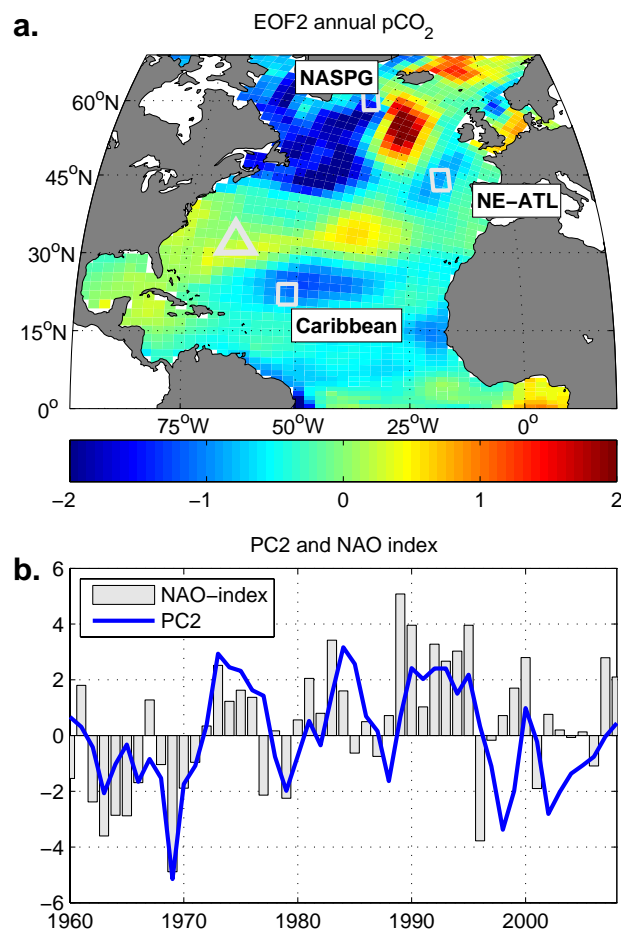 a.
EOF2 annual pCO₂
NASPG
60°N
45°N
NE−ATL
30°N
15°N
Caribbean
0°
75°W 50°W 25°W 0°
−2 −1 0 1 2
PC2 and NAO index
b.
6
NAO−index
PC2
4
2
0
−2
−4
−6
1960 1970 1980 1990 2000